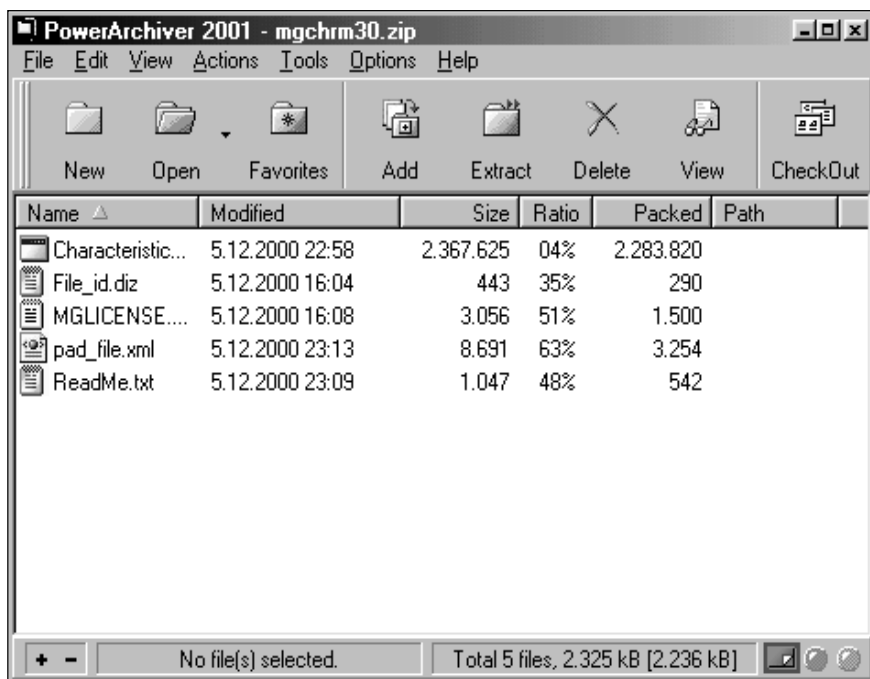 PowerArchiver 2001 - mgchrm30.zip
File Edit View Actions Tools Options Help
New Open Favorites Add Extract Delete View CheckOut
Name Modified Size Ratio Packed Path
Characteristic... 5.12.2000 22:58 2.367.625 04% 2.283.820
File_id.diz 5.12.2000 16:04 443 35% 290
MGLICENSE.... 5.12.2000 16:08 3.056 51% 1.500
pad_file.xml 5.12.2000 23:13 8.691 63% 3.254
ReadMe.txt 5.12.2000 23:09 1.047 48% 542
+ - No file(s) selected. Total 5 files, 2.325 kB [2.236 kB]